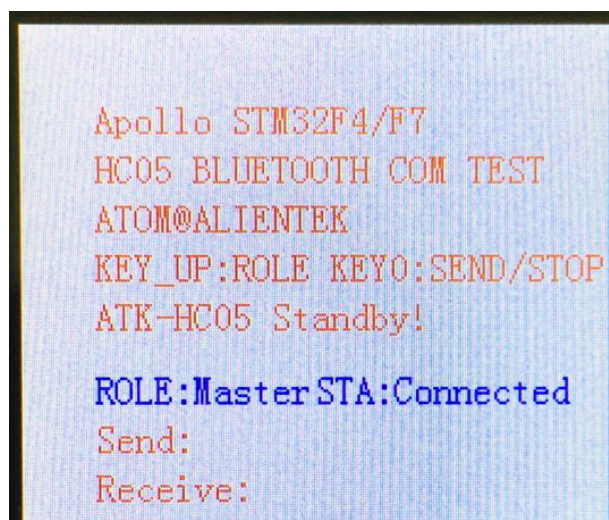 Apollo STM32F4/F7
HC05 BLUETOOTH COM TEST
ATOM@ALIENTEK
KEY_UP:ROLE KEY0:SEND/STOP
ATK-HC05 Standby!
ROLE:Master STA:Connected
Send:
Receive: